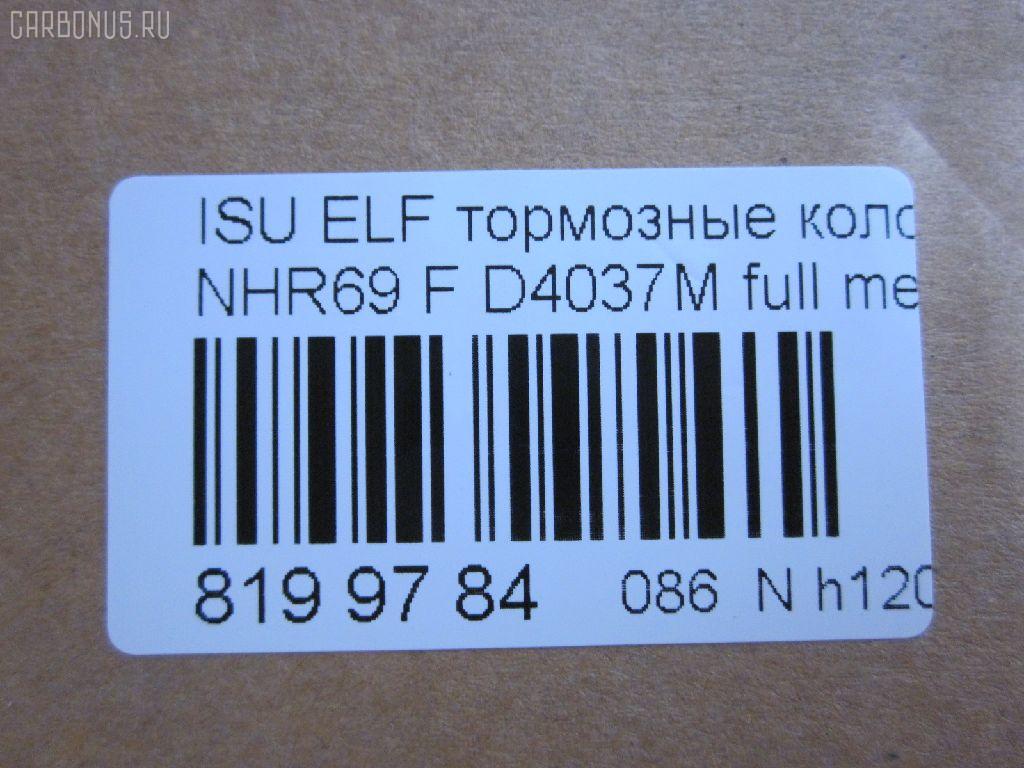 CARBONUS.RU
ISU ELF тормозные коло
NHR69 F D4037M full me
819 97 84 086 N h120